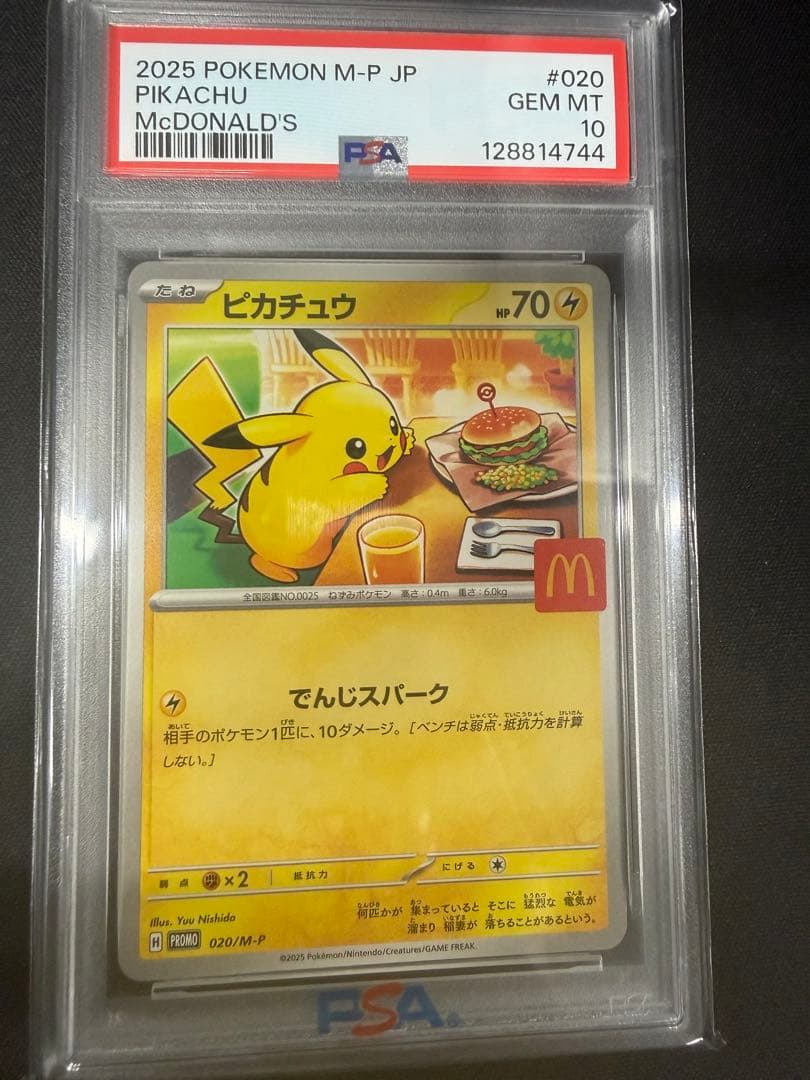 2025 POKEMON M-P JP #020
PIKACHU GEM MT
McDONALD'S 10
PSA 128814744
たね ピカチュウ HP70
M
全国図鑑NO.0025 ねずみポケモン 高さ:0.4m 重さ:6.0kg
でんじスパーク
相手のポケモン1匹に、10ダメージ。[ベンチは弱点・抵抗力を計算
しない。]
弱点 ×2 抵抗力 にげる
Illus. Yuu Nishida
何匹かが 集まっていると そこに 猛烈な 電気が
溜まり 稲妻が 落ちることがあるという。
H PROMO 020/M-P
©2025 Pokémon/Nintendo/Creatures/GAME FREAK.
PSA